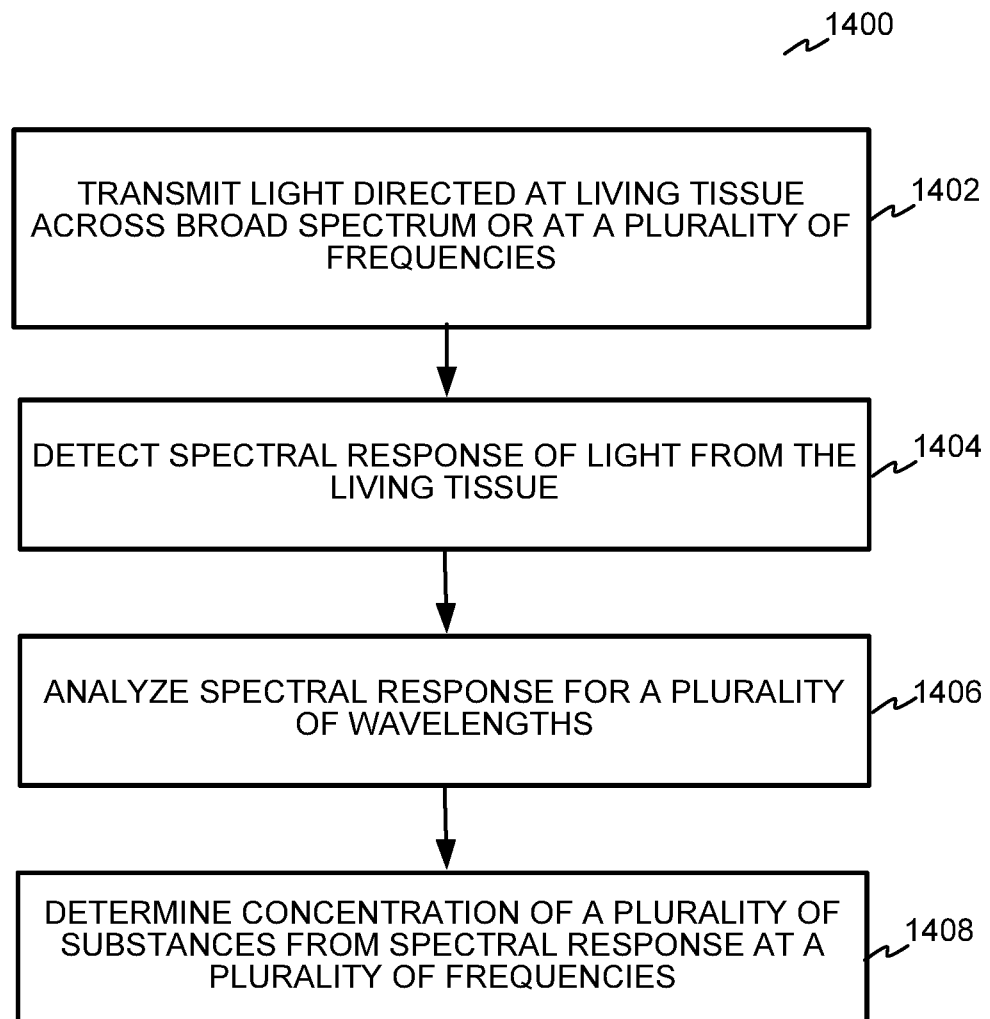 1400
TRANSMIT LIGHT DIRECTED AT LIVING TISSUE
ACROSS BROAD SPECTRUM OR AT A PLURALITY OF
FREQUENCIES
1402
DETECT SPECTRAL RESPONSE OF LIGHT FROM THE
LIVING TISSUE
1404
ANALYZE SPECTRAL RESPONSE FOR A PLURALITY
OF WAVELENGTHS
1406
DETERMINE CONCENTRATION OF A PLURALITY OF
SUBSTANCES FROM SPECTRAL RESPONSE AT A
PLURALITY OF FREQUENCIES
1408